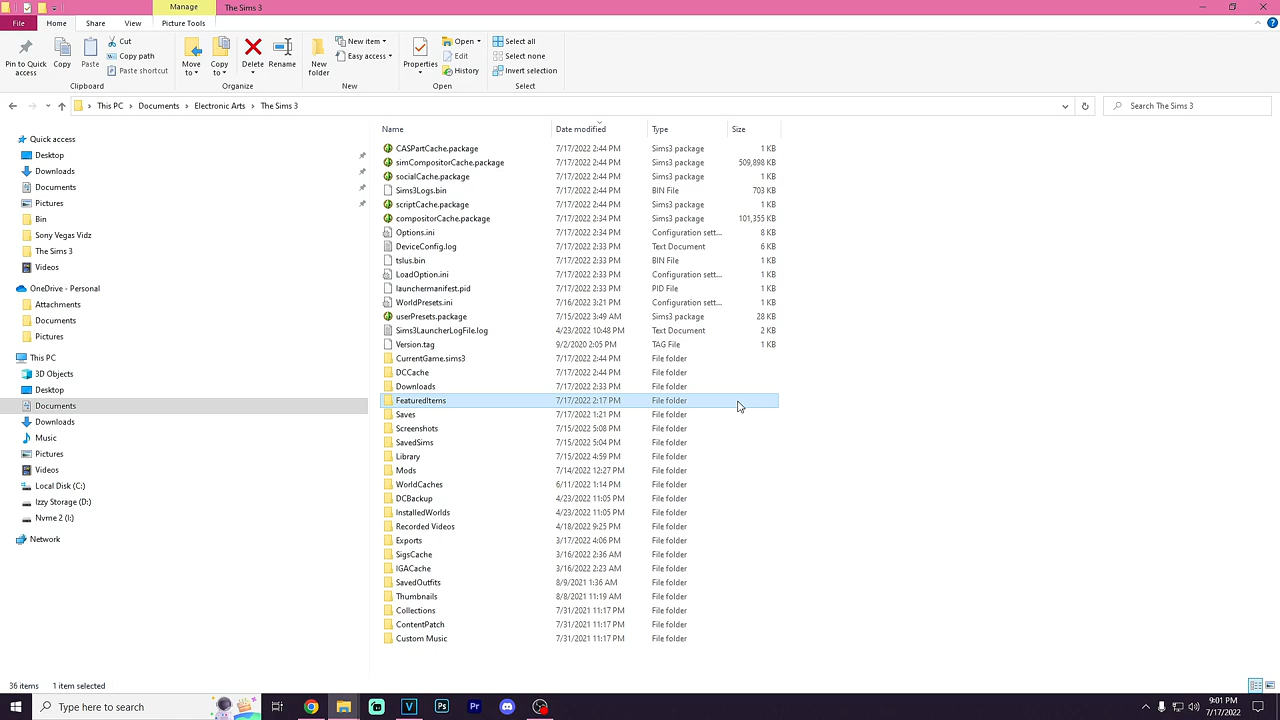 Manage
The Sims 3
File
Home
Share
View
Picture Tools
Pin to Quick access
Copy
Paste
Cut
Copy path
Paste shortcut
Clipboard
Move to
Copy to
Delete
Rename
Organize
New folder
New item
Easy access
New
Properties
Open
Edit
History
Open
Select all
Select none
Invert selection
Select
This PC > Documents > Electronic Arts > The Sims 3
Search The Sims 3
Quick access
Desktop
Downloads
Documents
Pictures
Bin
Sony Vegas Vidz
The Sims 3
Videos
OneDrive - Personal
Attachments
Documents
Pictures
This PC
3D Objects
Desktop
Documents
Downloads
Music
Pictures
Videos
Local Disk (C:)
Izzy Storage (D:)
Nvme 2 (I:)
Network
Name Date modified Type Size
CASPartCache.package 7/17/2022 2:44 PM Sims3 package 1 KB
simCompositorCache.package 7/17/2022 2:44 PM Sims3 package 509,898 KB
socialCache.package 7/17/2022 2:44 PM Sims3 package 1 KB
Sims3Logs.bin 7/17/2022 2:44 PM BIN File 703 KB
scriptCache.package 7/17/2022 2:44 PM Sims3 package 1 KB
compositorCache.package 7/17/2022 2:34 PM Sims3 package 101,355 KB
Options.ini 7/17/2022 2:34 PM Configuration sett... 8 KB
DeviceConfig.log 7/17/2022 2:33 PM Text Document 6 KB
tslus.bin 7/17/2022 2:33 PM BIN File 1 KB
LoadOption.ini 7/17/2022 2:33 PM Configuration sett... 1 KB
launchermanifest.pid 7/17/2022 2:33 PM PID File 1 KB
WorldPresets.ini 7/16/2022 3:21 PM Configuration sett... 1 KB
userPresets.package 7/15/2022 3:49 AM Sims3 package 28 KB
Sims3LauncherLogFile.log 4/23/2022 10:48 PM Text Document 2 KB
Version.tag 9/2/2020 2:05 PM TAG File 1 KB
CurrentGame.sims3 7/17/2022 2:44 PM File folder
DCCache 7/17/2022 2:44 PM File folder
Downloads 7/17/2022 2:33 PM File folder
FeaturedItems 7/17/2022 2:17 PM File folder
Saves 7/17/2022 1:21 PM File folder
Screenshots 7/15/2022 5:08 PM File folder
SavedSims 7/15/2022 5:04 PM File folder
Library 7/15/2022 4:59 PM File folder
Mods 7/14/2022 12:27 PM File folder
WorldCaches 6/11/2022 1:14 PM File folder
DCBackup 4/23/2022 11:05 PM File folder
InstalledWorlds 4/23/2022 11:05 PM File folder
Recorded Videos 4/18/2022 9:25 PM File folder
Exports 3/17/2022 4:06 PM File folder
SigsCache 3/16/2022 2:36 AM File folder
IGACache 3/16/2022 2:23 AM File folder
SavedOutfits 8/9/2021 1:36 AM File folder
Thumbnails 8/8/2021 11:19 AM File folder
Collections 7/31/2021 11:17 PM File folder
ContentPatch 7/31/2021 11:17 PM File folder
Custom Music 7/31/2021 11:17 PM File folder
36 items 1 item selected
Type here to search
9:01 PM
7/17/2022